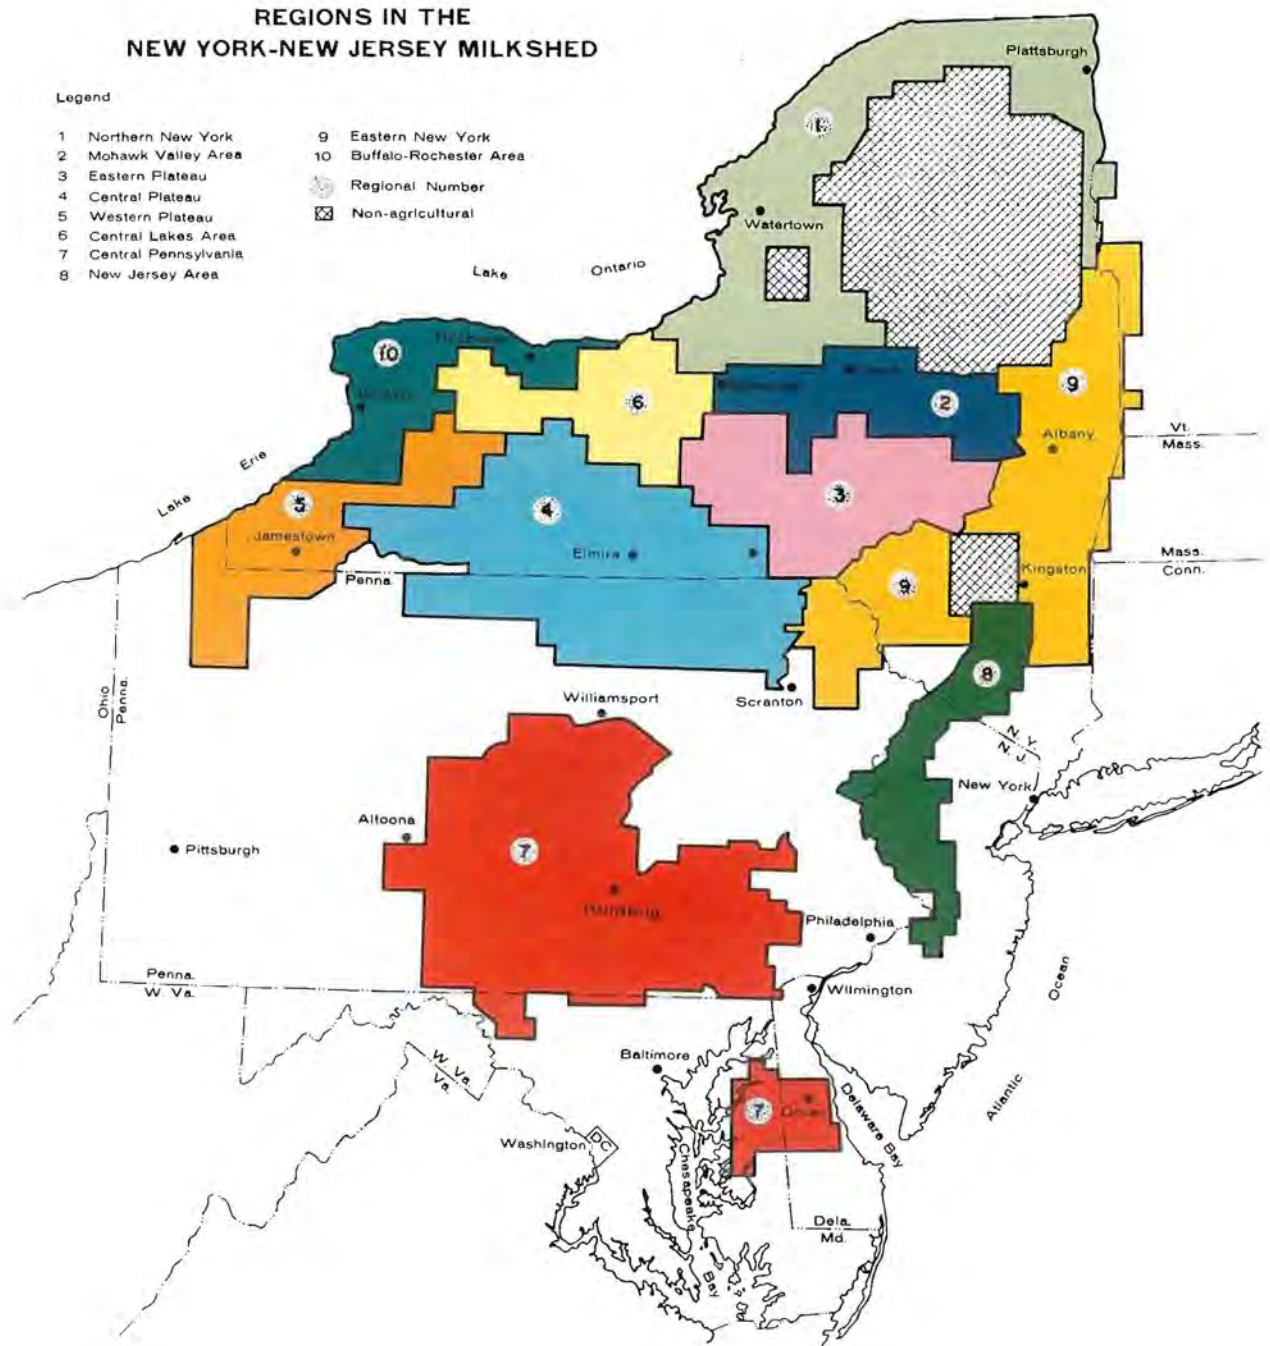 REGIONS IN THE
NEW YORK-NEW JERSEY MILKSHED
Legend
1 Northern New York
2 Mohawk Valley Area
3 Eastern Plateau
4 Central Plateau
5 Western Plateau
6 Central Lakes Area
7 Central Pennsylvania
8 New Jersey Area
9 Eastern New York
10 Buffalo-Rochester Area
Regional Number
Non-agricultural
Plattsburgh
1
Watertown
Lake Ontario
10
6
2
9
Albany
Vt.
Mass.
Lake Erie
5
4
3
Jamestown
Elmira
Penna.
9
Kingston
Mass.
Conn.
8
Ohio
Penna.
Williamsport
Scranton
N. Y.
N. J.
New York
Altoona
Pittsburgh
7
Harrisburg
Philadelphia
Penna.
W. Va.
Wilmington
Ocean
Atlantic
Baltimore
W. Va.
Va.
7
Dover
Delaware Bay
Washington
DC
Chesapeake
Bay
Dela.
Md.